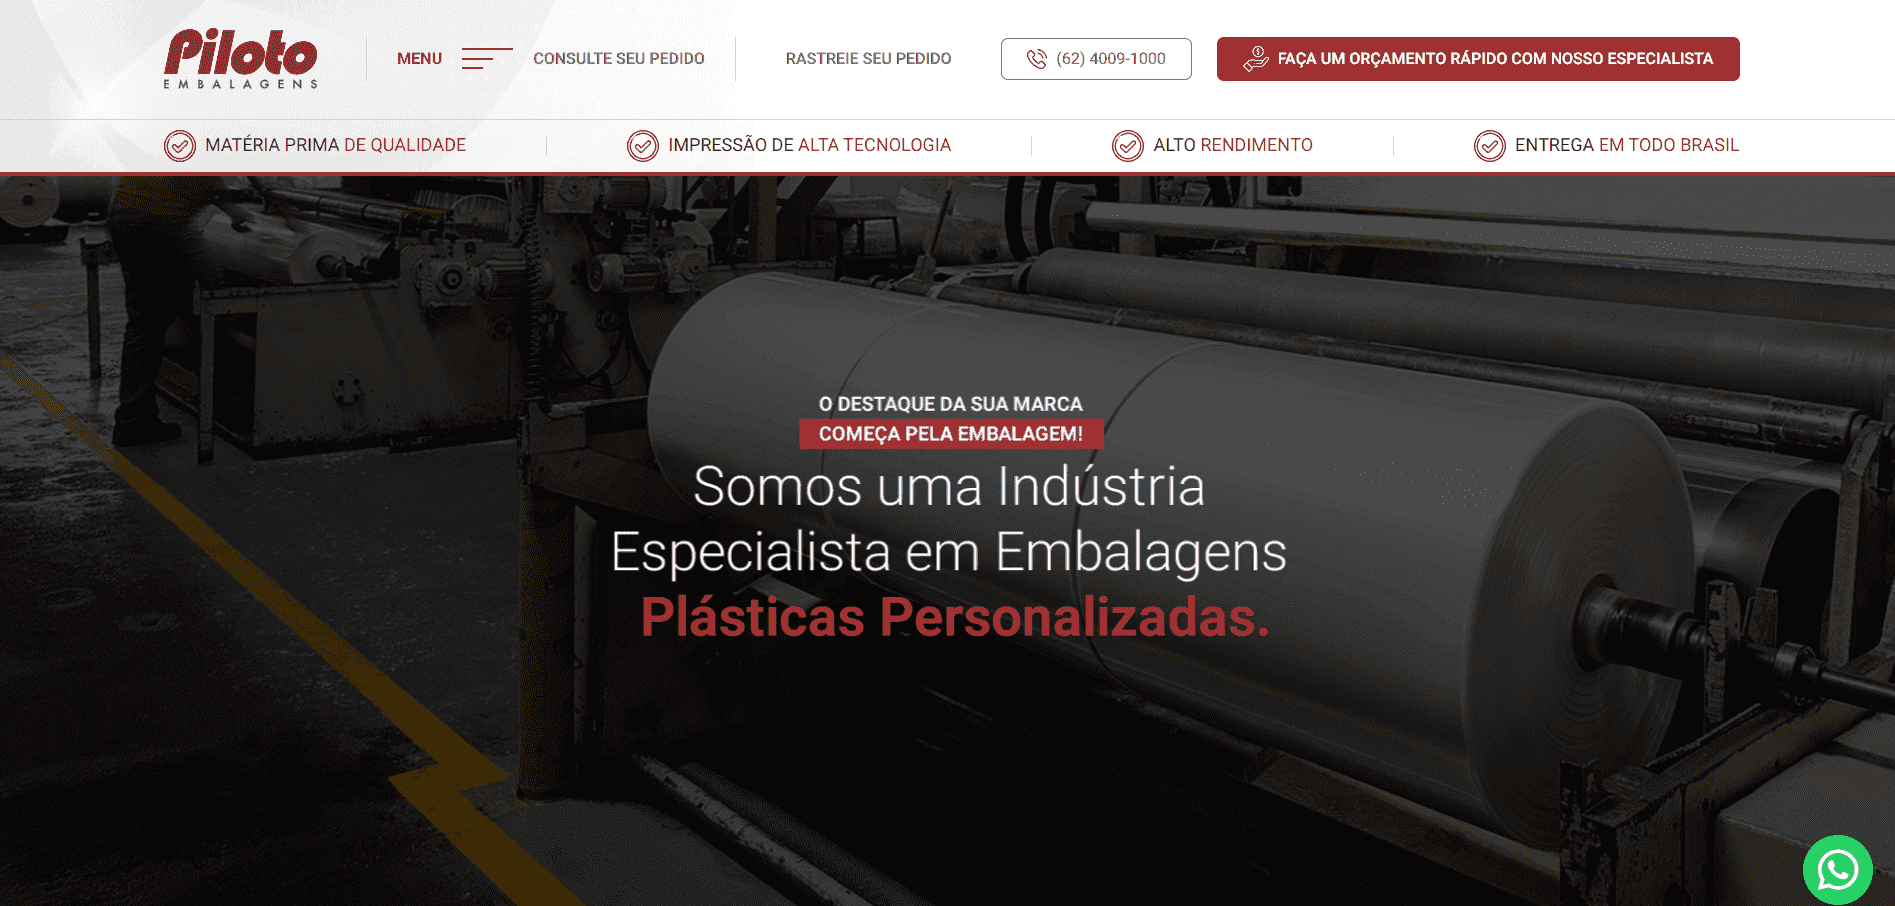 Piloto
EMBALAGENS
MENU
CONSULTE SEU PEDIDO
RASTREIE SEU PEDIDO
(62) 4009-1000
FAÇA UM ORÇAMENTO RÁPIDO COM NOSSO ESPECIALISTA
MATÉRIA PRIMA DE QUALIDADE
IMPRESSÃO DE ALTA TECNOLOGIA
ALTO RENDIMENTO
ENTREGA EM TODO BRASIL
O DESTAQUE DA SUA MARCA
COMEÇA PELA EMBALAGEM!
Somos uma Indústria
Especialista em Embalagens
Plásticas Personalizadas.